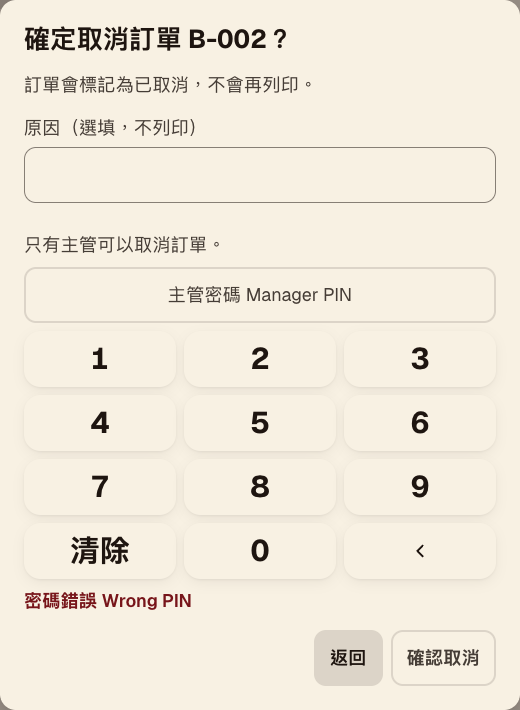 確定取消訂單 B-002？
訂單會標記為已取消，不會再列印。
原因（選填，不列印）
只有主管可以取消訂單。
主管密碼 Manager PIN
1 2 3
4 5 6
7 8 9
清除 0 ‹
密碼錯誤 Wrong PIN
返回 確認取消